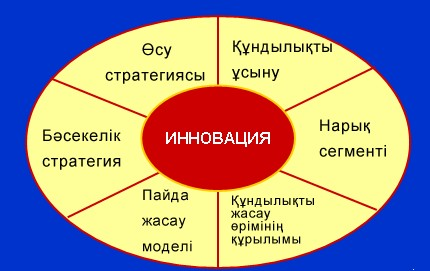 Өсу
стратегиясы
Құндылықты
ұсыну
Бәсекелік
стратегия
ИННОВАЦИЯ
Нарық
сегменті
Пайда
жасау
моделі
Құндылықты
жасау
өрімінің
құрылымы